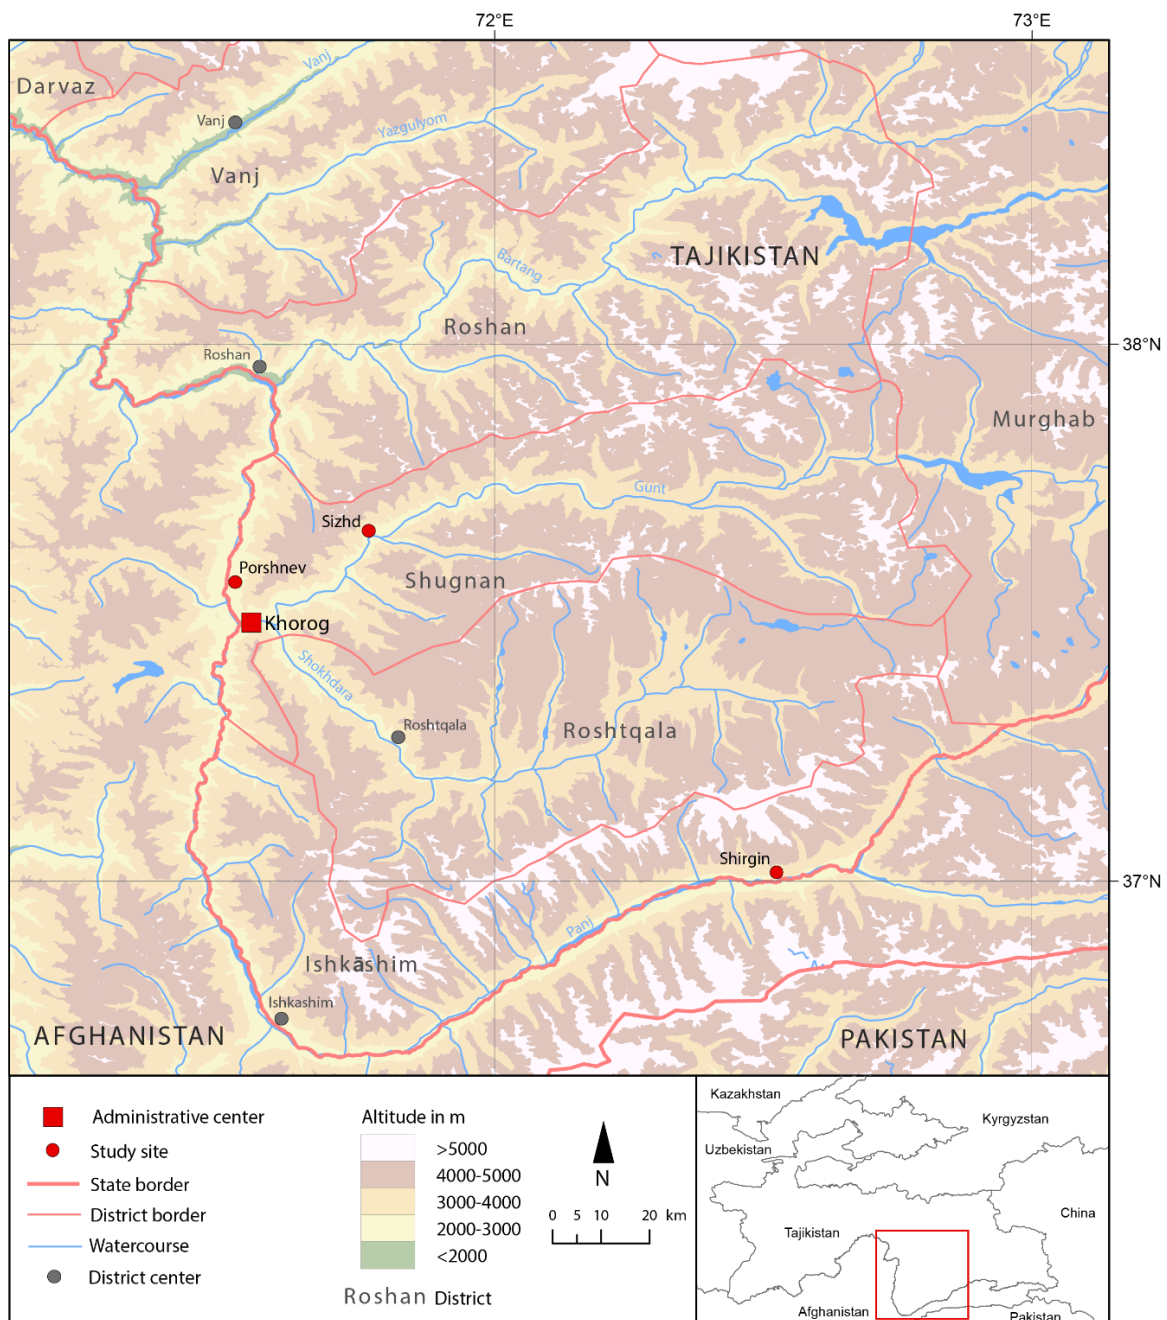 72°E
73°E
Darvaz
Vanj
Vanj
Yazgulyom
Vanj
TAJIKISTAN
Bartang
Roshan
38°N
Roshan
Murghab
Gunt
Sizhd
Porshnev
Shugnan
Khorog
Shokhdara
Roshtqala
Roshtqala
Shirgin
37°N
Panj
Ishkāshim
Ishkashim
AFGHANISTAN
PAKISTAN
Administrative center
Study site
State border
District border
Watercourse
District center
Altitude in m
>5000
4000-5000
3000-4000
2000-3000
<2000
Roshan District
N
0 5 10 20 km
Kazakhstan
Kyrgyzstan
Uzbekistan
China
Tajikistan
Afghanistan
Pakistan